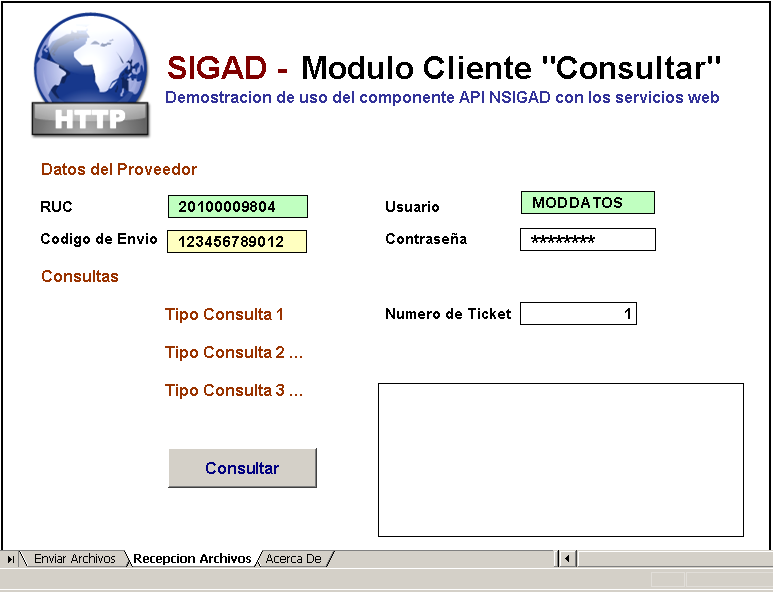 HTTP
SIGAD - Modulo Cliente "Consultar"
Demostracion de uso del componente API NSIGAD con los servicios web
Datos del Proveedor
RUC 20100009804 Usuario MODDATOS
Codigo de Envio 123456789012 Contraseña ********
Consultas
Tipo Consulta 1 Numero de Ticket 1
Tipo Consulta 2 ...
Tipo Consulta 3 ...
Consultar
Enviar Archivos Recepcion Archivos Acerca De